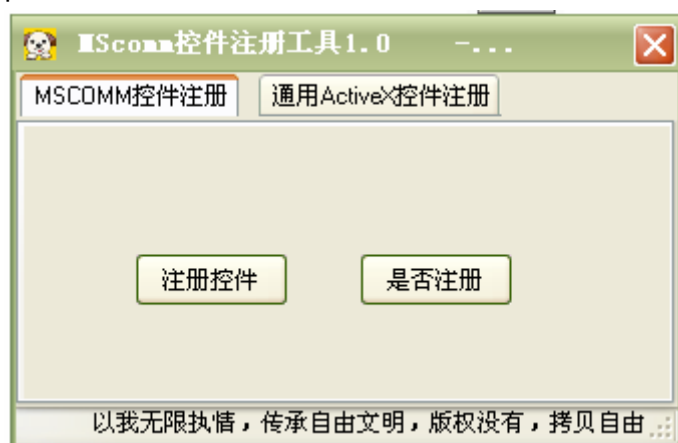 MScomm控件注册工具1.0 -...
MSCOMM控件注册 通用ActiveX控件注册
注册控件 是否注册
以我无限执情，传承自由文明，版权没有，拷贝自由